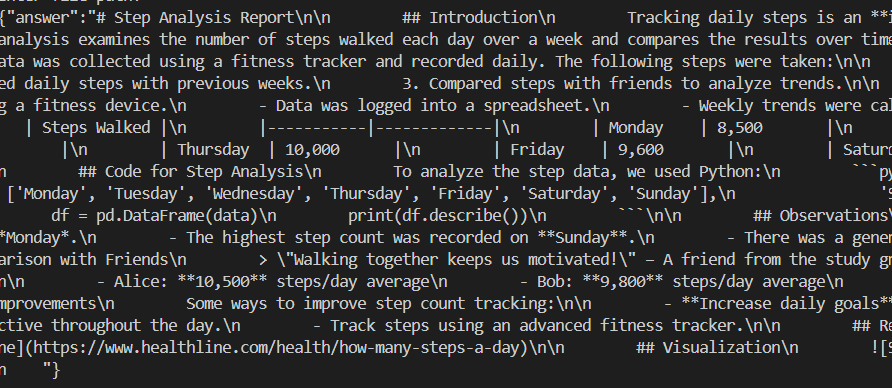 {"answer":"# Step Analysis Report\n\n        ## Introduction\n        Tracking daily steps is an **
analysis examines the number of steps walked each day over a week and compares the results over time
ata was collected using a fitness tracker and recorded daily. The following steps were taken:\n\n
ed daily steps with previous weeks.\n        3. Compared steps with friends to analyze trends.\n\n
g a fitness device.\n        - Data was logged into a spreadsheet.\n        - Weekly trends were cal
| Steps Walked |\n        |-----------|-------------|\n        | Monday    | 8,500       |\n
|\n        | Thursday  | 10,000      |\n        | Friday    | 9,600       |\n        | Saturd
n        ## Code for Step Analysis\n        To analyze the step data, we used Python:\n        ```py
['Monday', 'Tuesday', 'Wednesday', 'Thursday', 'Friday', 'Saturday', 'Sunday'],\n        'S
df = pd.DataFrame(data)\n        print(df.describe())\n        ```\n\n        ## Observations\
*Monday*.\n        - The highest step count was recorded on **Sunday**.\n        - There was a gener
arison with Friends\n        > \"Walking together keeps us motivated!\" – A friend from the study gr
n\n        - Alice: **10,500** steps/day average\n        - Bob: **9,800** steps/day average\n
mprovements\n        Some ways to improve step count tracking:\n\n        - **Increase daily goals**
ctive throughout the day.\n        - Track steps using an advanced fitness tracker.\n\n        ## Re
ne](https://www.healthline.com/health/how-many-steps-a-day)\n\n        ## Visualization\n        ![S
n    "}